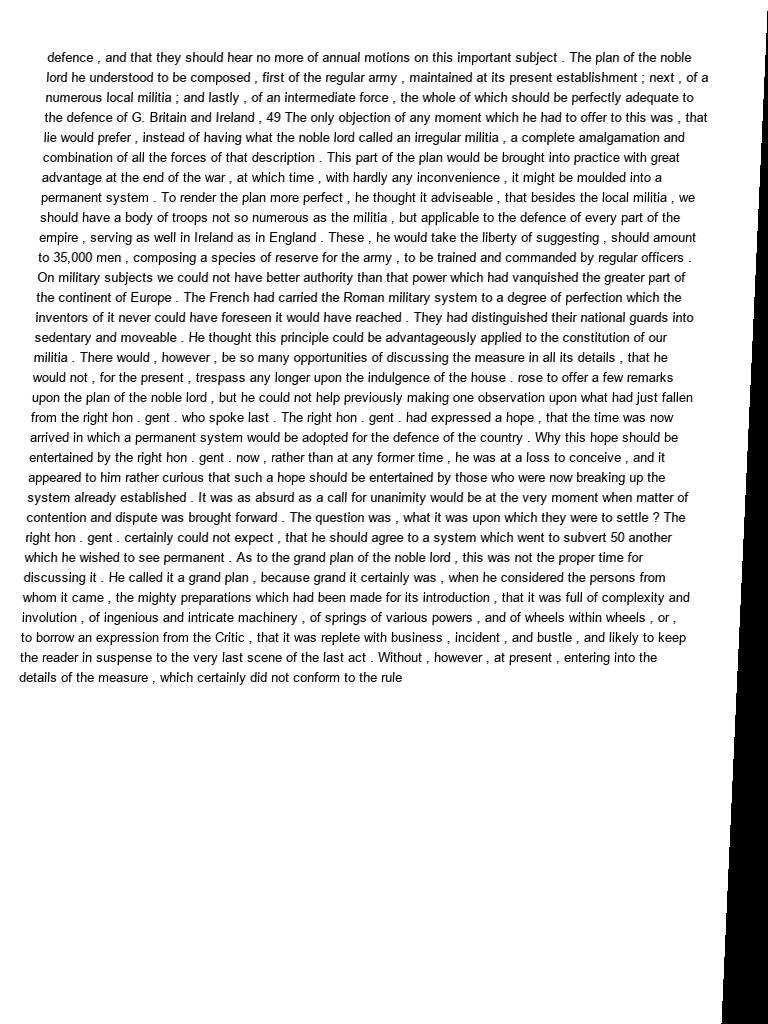 defence , and that they should hear no more of annual motions on this important subject . The plan of the noble
lord he understood to be composed , first of the regular army , maintained at its present establishment ; next , of a
numerous local militia ; and lastly , of an intermediate force , the whole of which should be perfectly adequate to
the defence of G. Britain and Ireland , 49 The only objection of any moment which he had to offer to this was , that
lie would prefer , instead of having what the noble lord called an irregular militia , a complete amalgamation and
combination of all the forces of that description . This part of the plan would be brought into practice with great
advantage at the end of the war , at which time , with hardly any inconvenience , it might be moulded into a
permanent system . To render the plan more perfect , he thought it adviseable , that besides the local militia , we
should have a body of troops not so numerous as the militia , but applicable to the defence of every part of the
empire , serving as well in Ireland as in England . These , he would take the liberty of suggesting , should amount
to 35,000 men , composing a species of reserve for the army , to be trained and commanded by regular officers .
On military subjects we could not have better authority than that power which had vanquished the greater part of
the continent of Europe . The French had carried the Roman military system to a degree of perfection which the
inventors of it never could have foreseen it would have reached . They had distinguished their national guards into
sedentary and moveable . He thought this principle could be advantageously applied to the constitution of our
militia . There would , however , be so many opportunities of discussing the measure in all its details , that he
would not , for the present , trespass any longer upon the indulgence of the house . rose to offer a few remarks
upon the plan of the noble lord , but he could not help previously making one observation upon what had just fallen
from the right hon . gent . who spoke last . The right hon . gent . had expressed a hope , that the time was now
arrived in which a permanent system would be adopted for the defence of the country . Why this hope should be
entertained by the right hon . gent . now , rather than at any former time , he was at a loss to conceive , and it
appeared to him rather curious that such a hope should be entertained by those who were now breaking up the
system already established . It was as absurd as a call for unanimity would be at the very moment when matter of
contention and dispute was brought forward . The question was , what it was upon which they were to settle ? The
right hon . gent . certainly could not expect , that he should agree to a system which went to subvert 50 another
which he wished to see permanent . As to the grand plan of the noble lord , this was not the proper time for
discussing it . He called it a grand plan , because grand it certainly was , when he considered the persons from
whom it came , the mighty preparations which had been made for its introduction , that it was full of complexity and
involution , of ingenious and intricate machinery , of springs of various powers , and of wheels within wheels , or ,
to borrow an expression from the Critic , that it was replete with business , incident , and bustle , and likely to keep
the reader in suspense to the very last scene of the last act . Without , however , at present , entering into the
details of the measure , which certainly did not conform to the rule